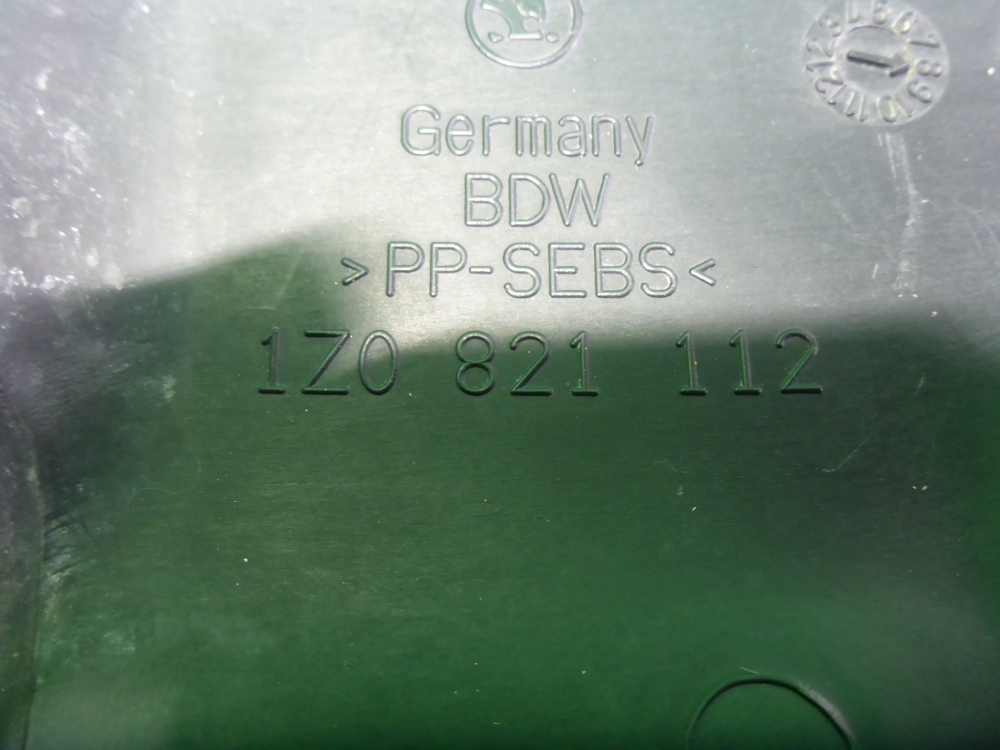 Germany
BDW
>PP-SEBS<
1Z0 821 112